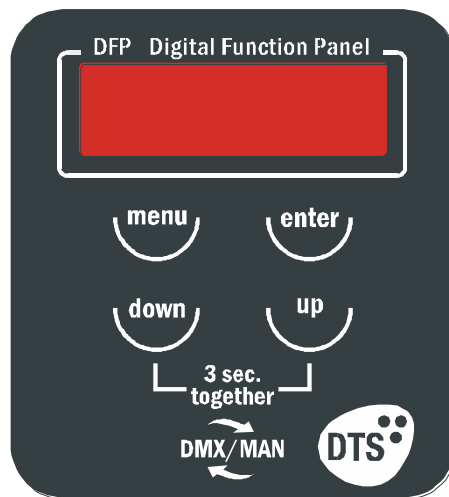 DFP Digital Function Panel
menu enter
down up
3 sec.
together
DMX/MAN
DTS